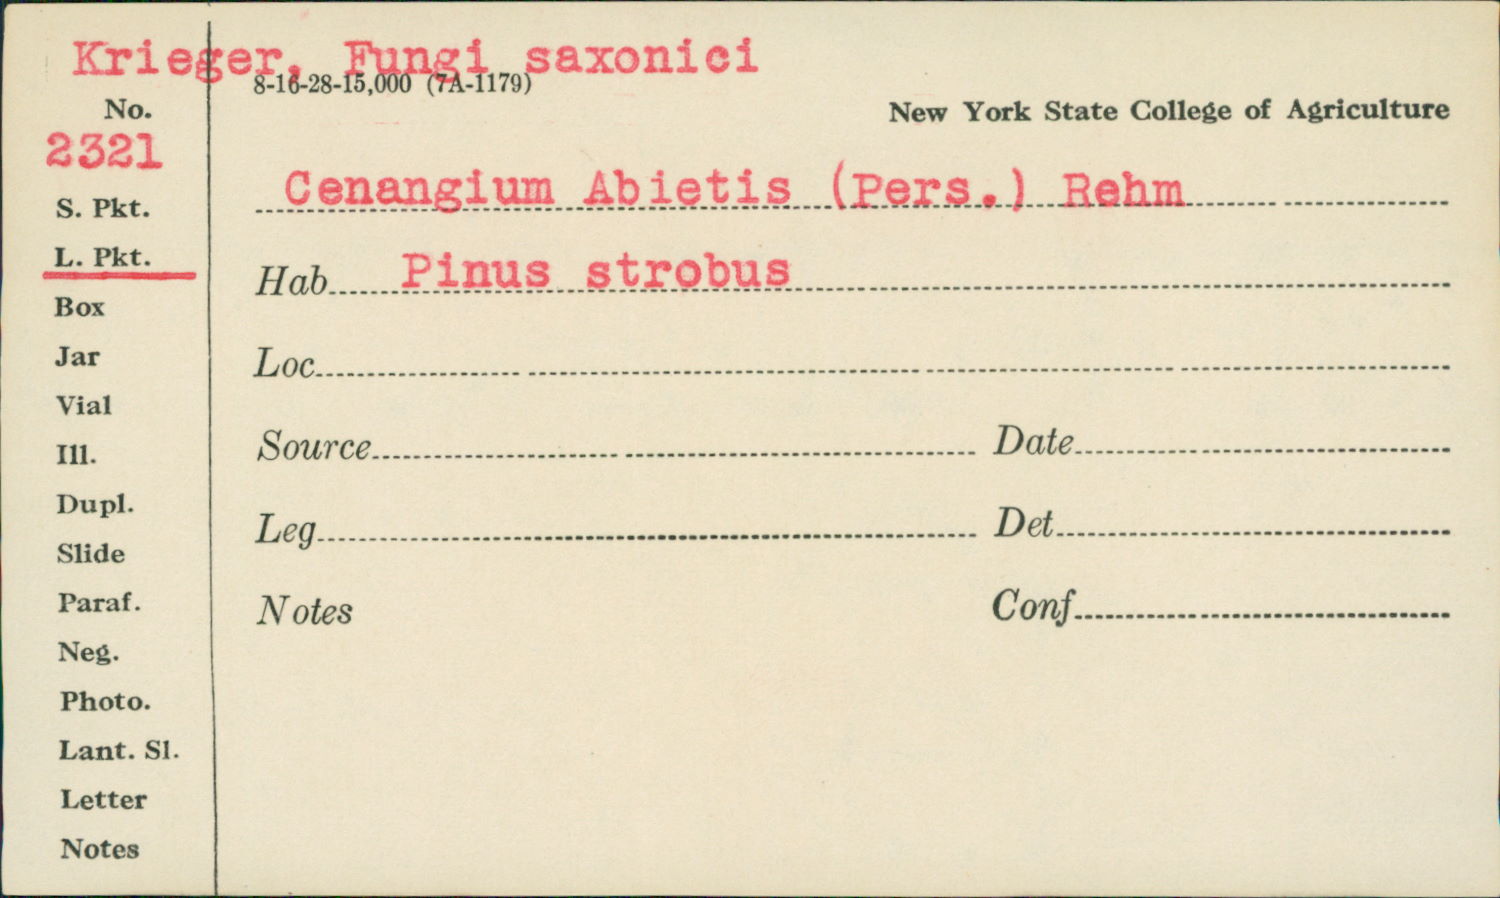 Krieger, Fungi saxonici
8-16-28-15,000 (7A-1179)
No.
New York State College of Agriculture
2321
Cenangium Abietis (Pers.) Rehm
S. Pkt.
L. Pkt.
Hab Pinus strobus
Box
Jar
Loc
Vial
Ill.
Source Date
Dupl.
Leg Det
Slide
Paraf.
Notes Conf
Neg.
Photo.
Lant. Sl.
Letter
Notes